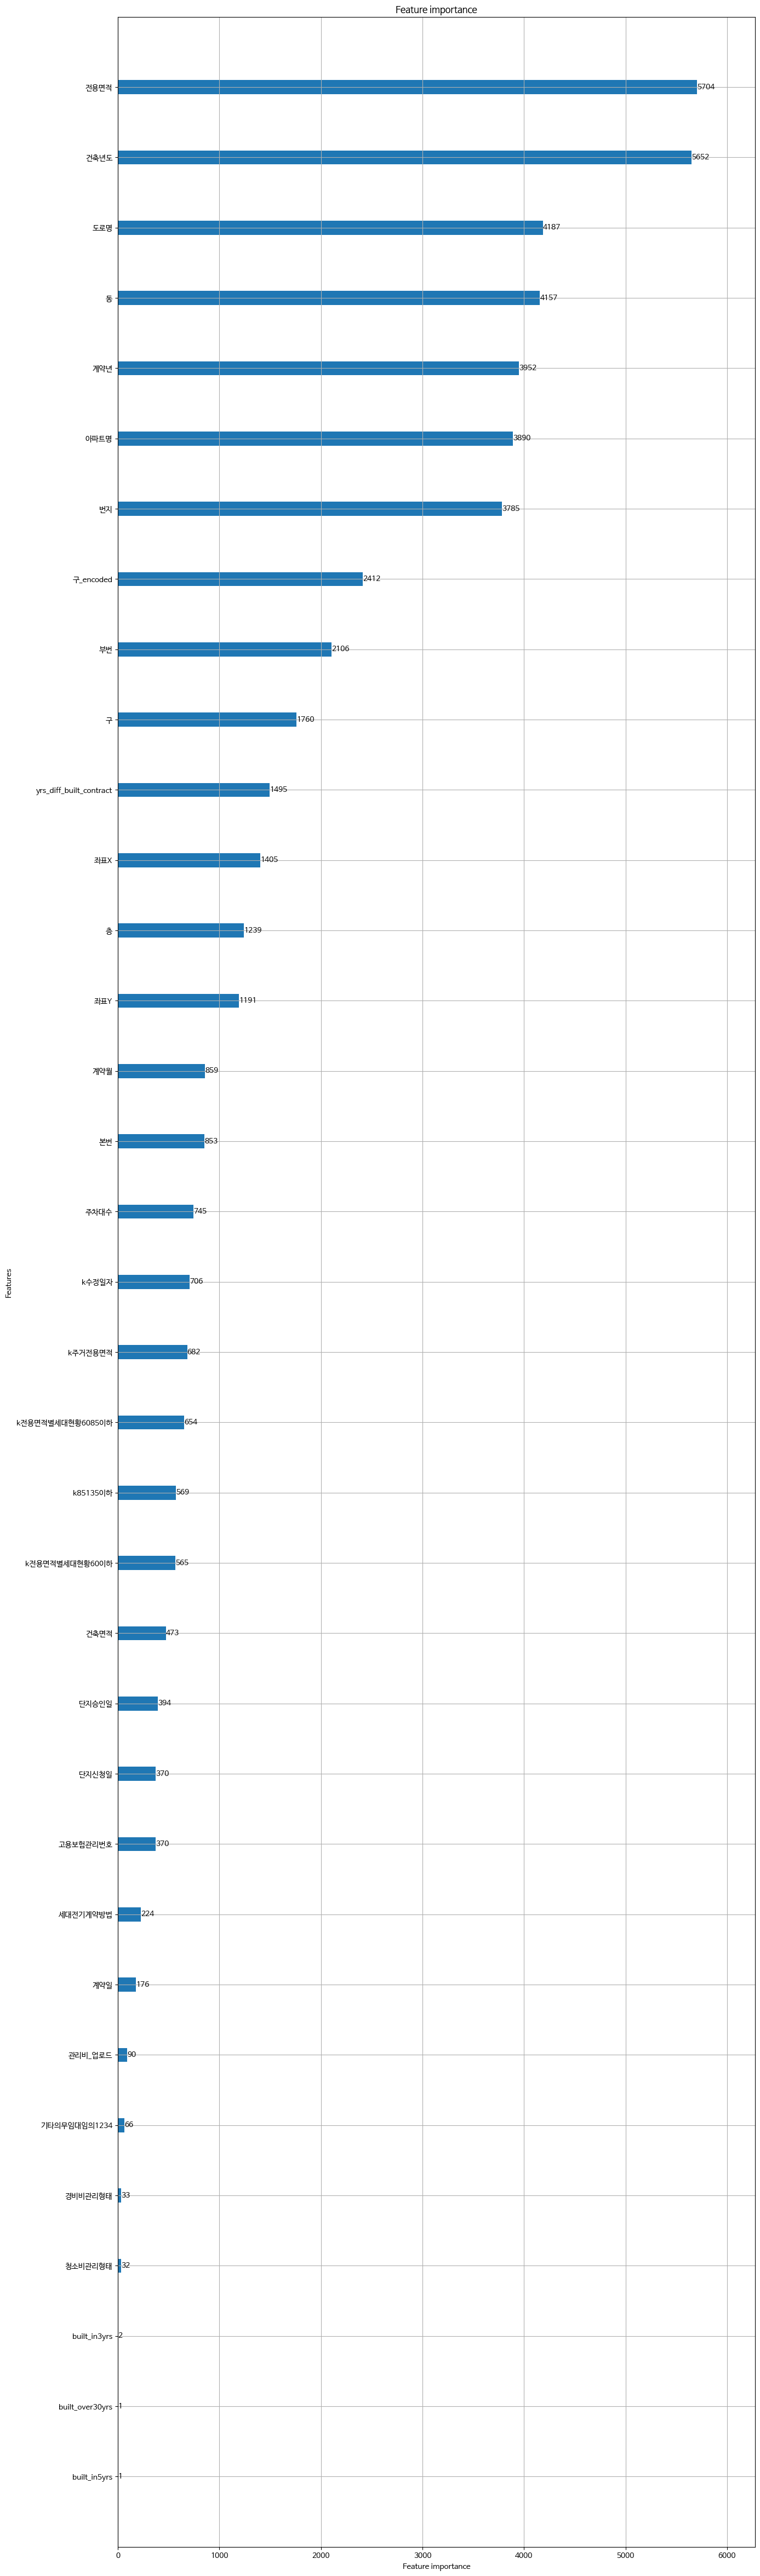 Feature importance
전용면적 5704
건축년도 5652
도로명 4187
동 4157
계약년 3952
아파트명 3890
번지 3785
구_encoded 2412
부번 2106
구 1760
yrs_diff_built_contract 1495
좌표X 1405
층 1239
좌표Y 1191
계약월 859
본번 853
주차대수 745
k수정일자 706
k주거전용면적 682
k전용면적별세대현황6085이하 654
k85135이하 569
k전용면적별세대현황60이하 565
건축면적 473
단지승인일 394
단지신청일 370
고용보험관리번호 370
세대전기계약방법 224
계약일 176
관리비_업로드 90
기타의무임대임의1234 66
경비비관리형태 33
청소비관리형태 32
built_in3yrs 2
built_over30yrs 1
built_in5yrs 1
Features
0 1000 2000 3000 4000 5000 6000
Feature importance